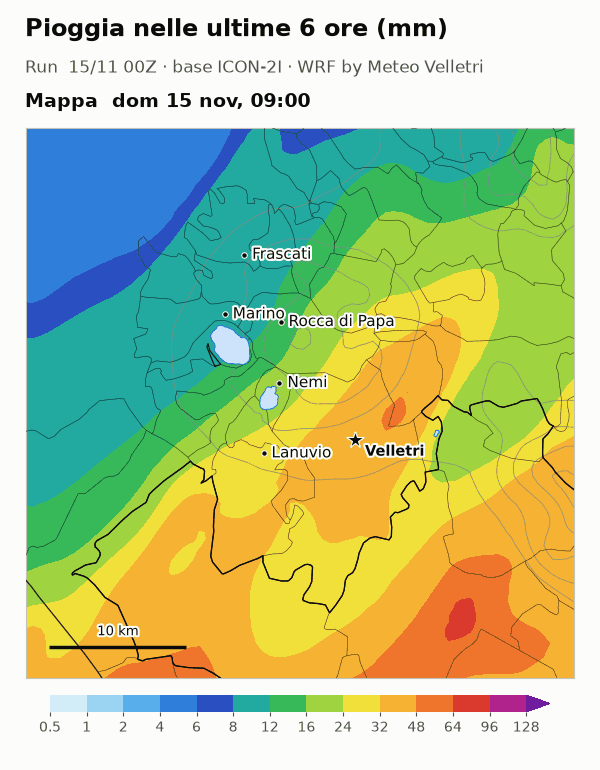 Pioggia nelle ultime 6 ore (mm)
Run  15/11 00Z · base ICON-2I · WRF by Meteo Velletri
Mappa  dom 15 nov, 09:00
Frascati
Marino
Rocca di Papa
Nemi
Velletri
Lanuvio
10 km
0.5 1 2 4 6 8 12 16 24 32 48 64 96 128